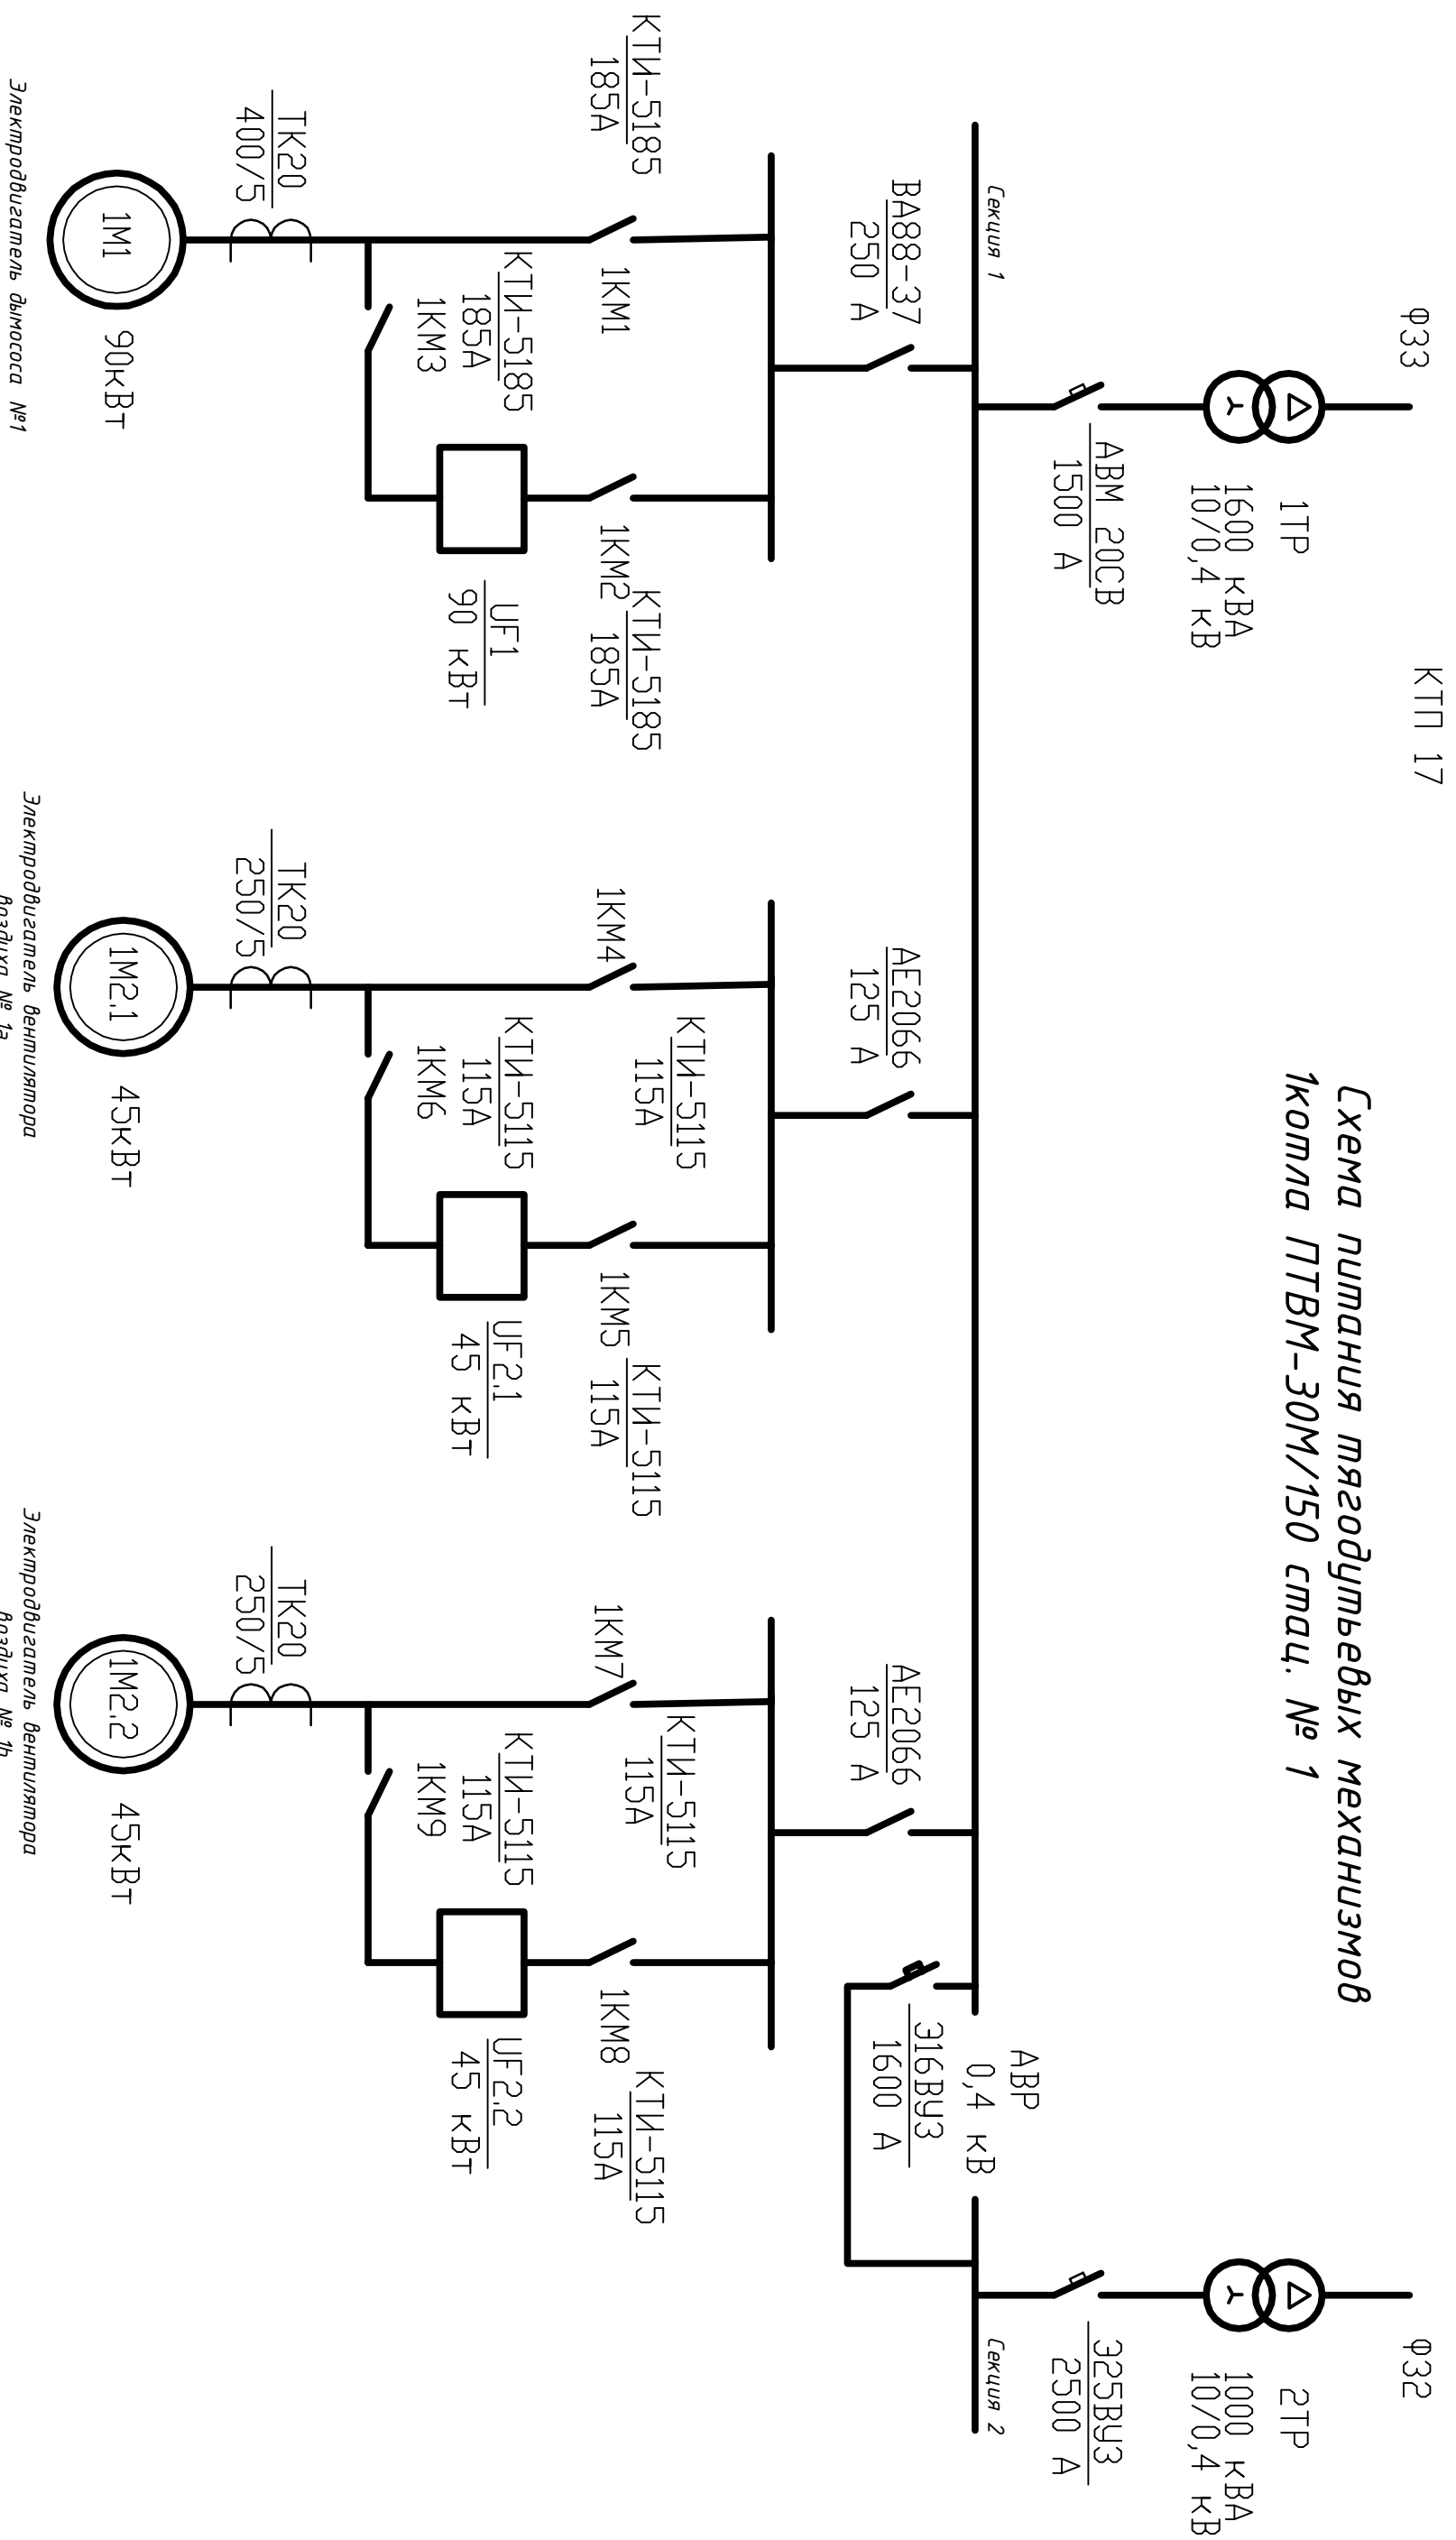 КТП 17
Ф33
Ф32
Схема питания тягодутьевых механизмов
1котла ПТВМ-30М/150 стац. № 1
1ТР
1600 кВА
10/0,4 кВ
2ТР
1000 кВА
10/0,4 кВ
АВМ 20СВ
1500 А
Э25ВУ3
2500 А
Секция 1
Секция 2
АВР
0,4 кВ
Э16ВУ3
1600 А
ВА88-37
250 А
АЕ2066
125 А
АЕ2066
125 А
КТИ-5185
185А
1КМ1
1КМ2
КТИ-5185
185А
КТИ-5185
185А
1КМ3
UF1
90 кВт
КТИ-5115
115А
1КМ4
1КМ5
КТИ-5115
115А
КТИ-5115
115А
1КМ6
UF2.1
45 кВт
КТИ-5115
115А
1КМ7
1КМ8
КТИ-5115
115А
КТИ-5115
115А
1КМ9
UF2.2
45 кВт
ТК20
400/5
ТК20
250/5
ТК20
250/5
1М1
90кВт
1М2.1
45кВт
1М2.2
45кВт
Электродвигатель дымососа №1
Электродвигатель вентилятора
воздуха № 1а
Электродвигатель вентилятора
воздуха № 1b